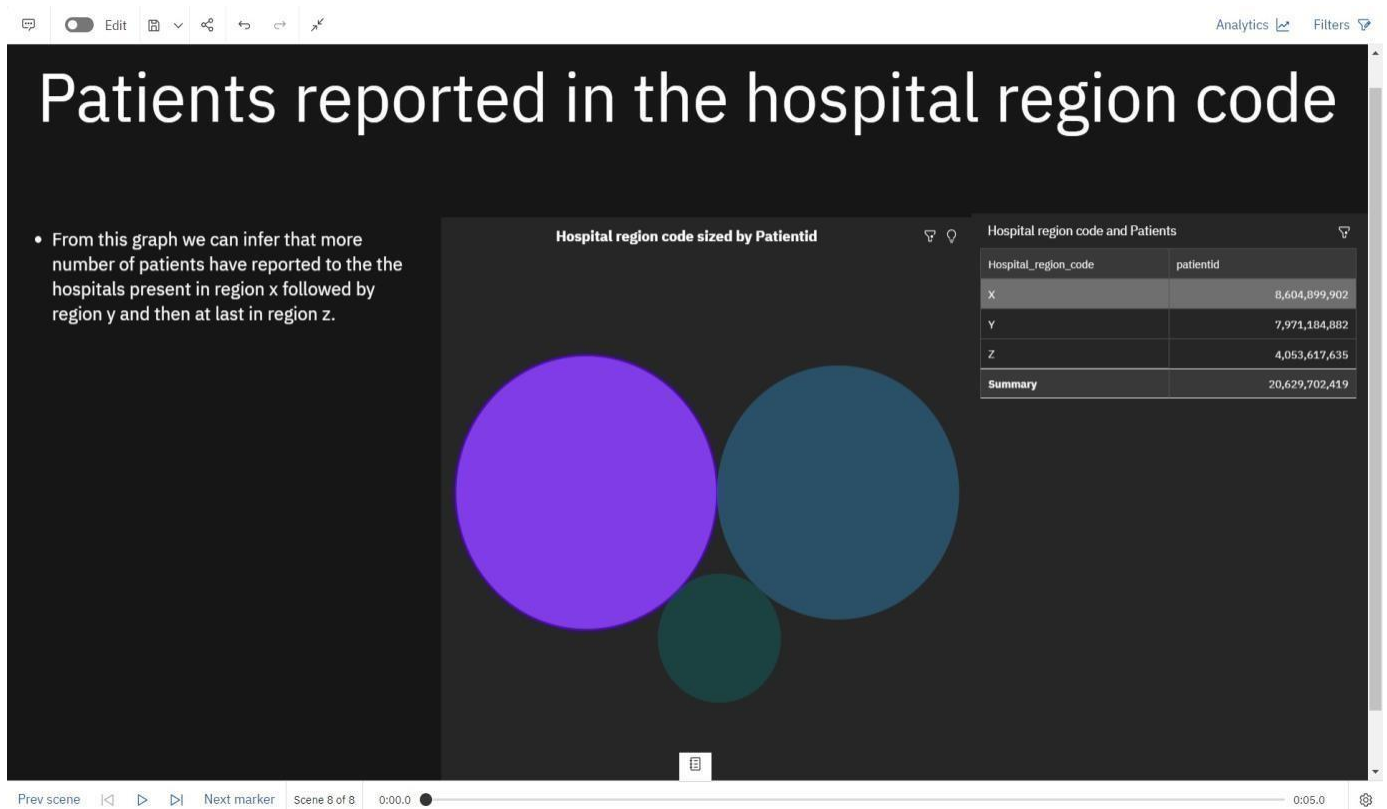 Edit
Analytics
Filters
Patients reported in the hospital region code
• From this graph we can infer that more
number of patients have reported to the the
hospitals present in region x followed by
region y and then at last in region z.
Hospital region code sized by Patientid
Hospital region code and Patients
Hospital_region_code patientid
X 8,604,899,902
Y 7,971,184,882
Z 4,053,617,635
Summary 20,629,702,419
Prev scene Next marker Scene 8 of 8 0:00.0 0:05.0